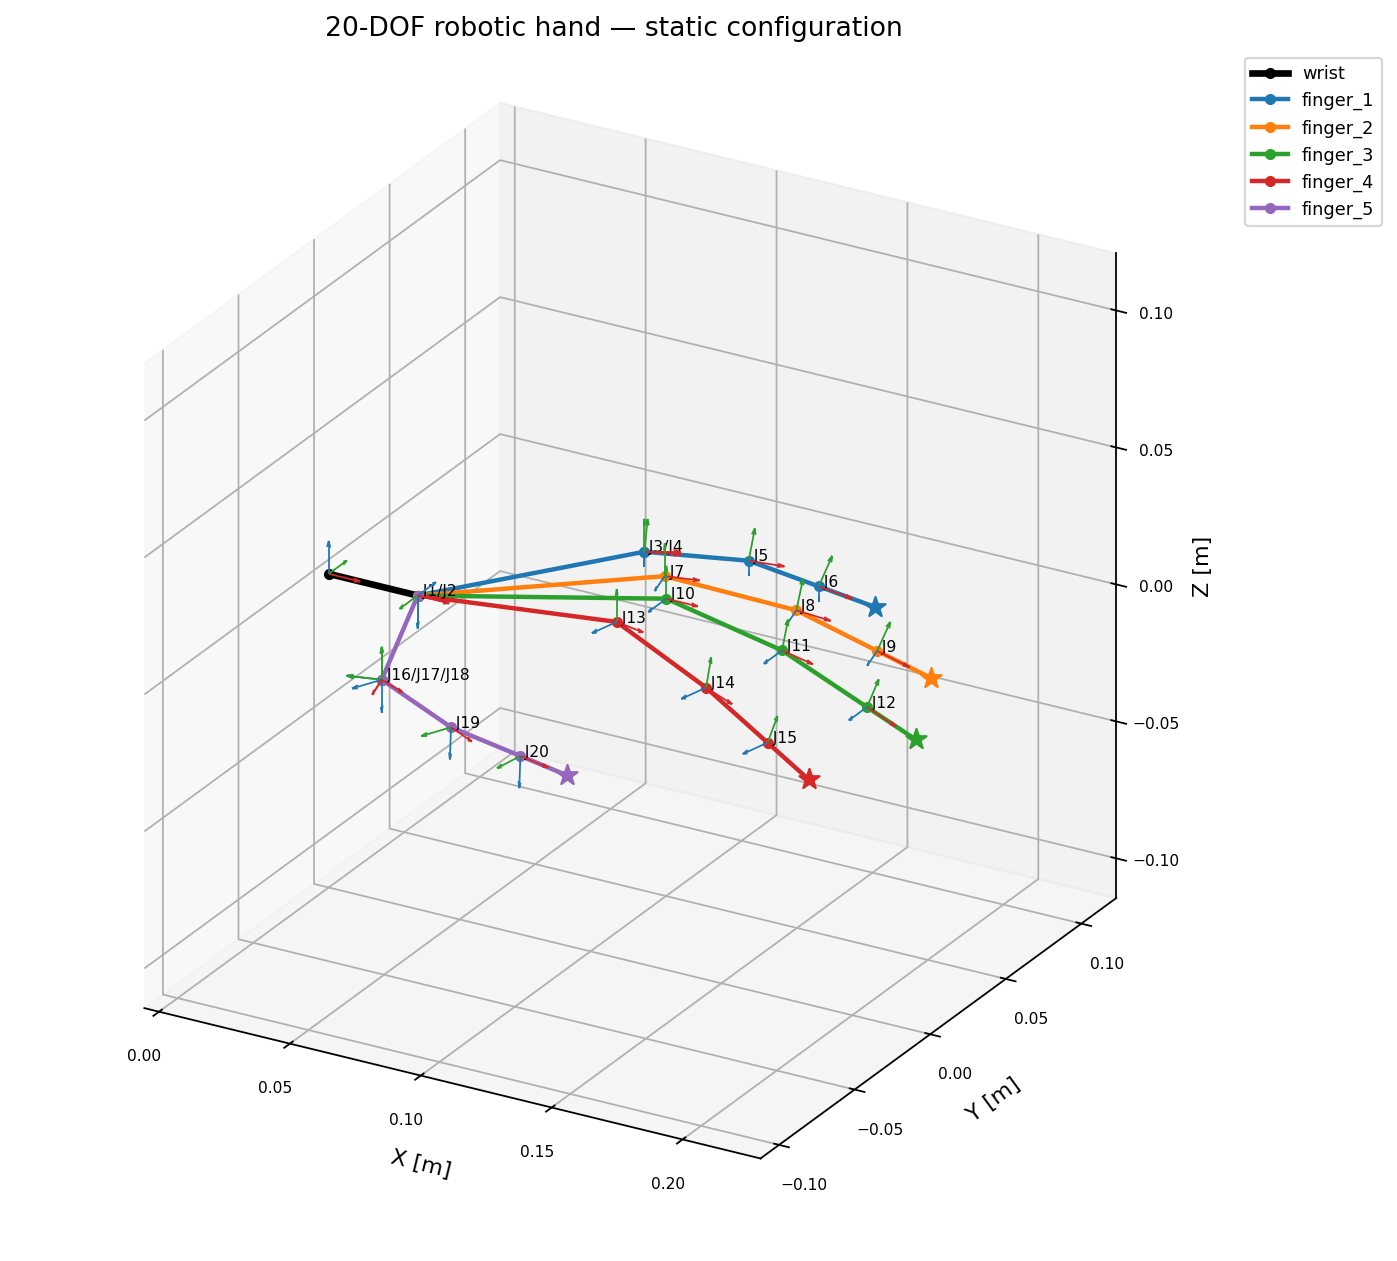 20-DOF robotic hand — static configuration
wrist
finger_1
finger_2
finger_3
finger_4
finger_5
0.10
0.05
0.00
−0.05
−0.10
Z [m]
J3/J4
J5
J6
J7
J1/J2
J10
J8
J13
J11
J9
J16/J17/J18
J14
J12
J19
J15
J20
0.10
0.05
0.00
−0.05
−0.10
Y [m]
0.00
0.05
0.10
0.15
0.20
X [m]